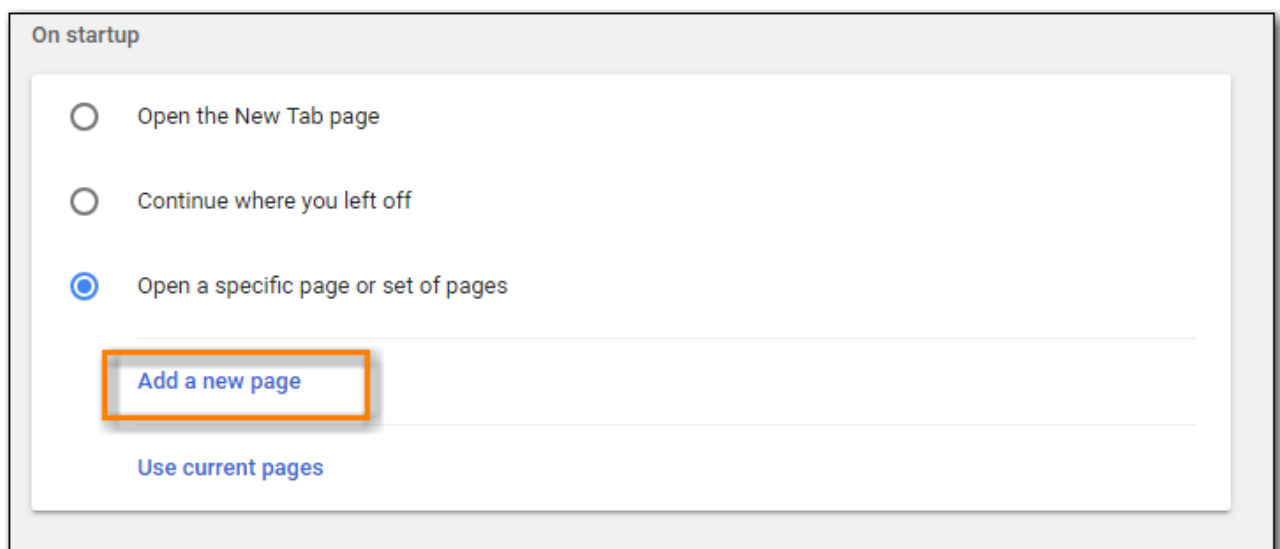 On startup
Open the New Tab page
Continue where you left off
Open a specific page or set of pages
Add a new page
Use current pages